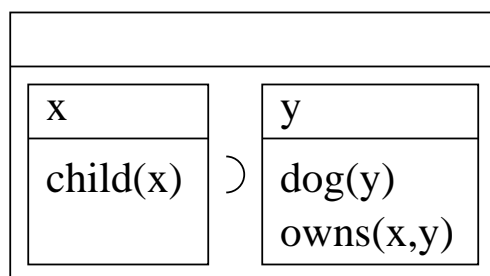 x
child(x)
⊃
y
dog(y)
owns(x,y)